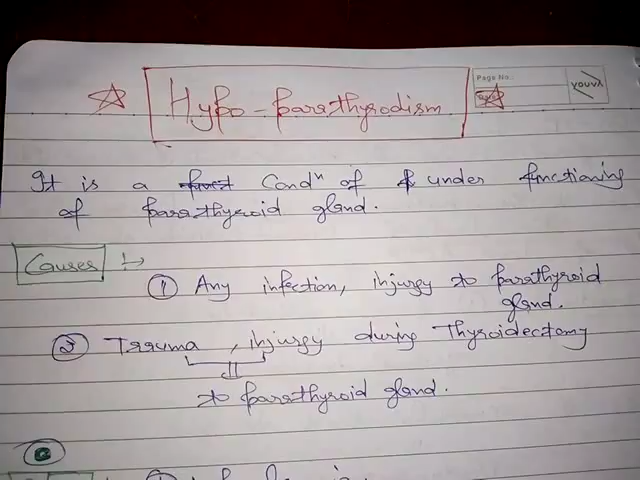 Page No.:
youva
Hypo-parathyrodism
It is a Condn of under functioning
of parathyroid gland.
Causes :→
① Any infection, injury to parathyroid
gland.
② Trauma, injury during Thyroidectomy
to parathyroid gland.